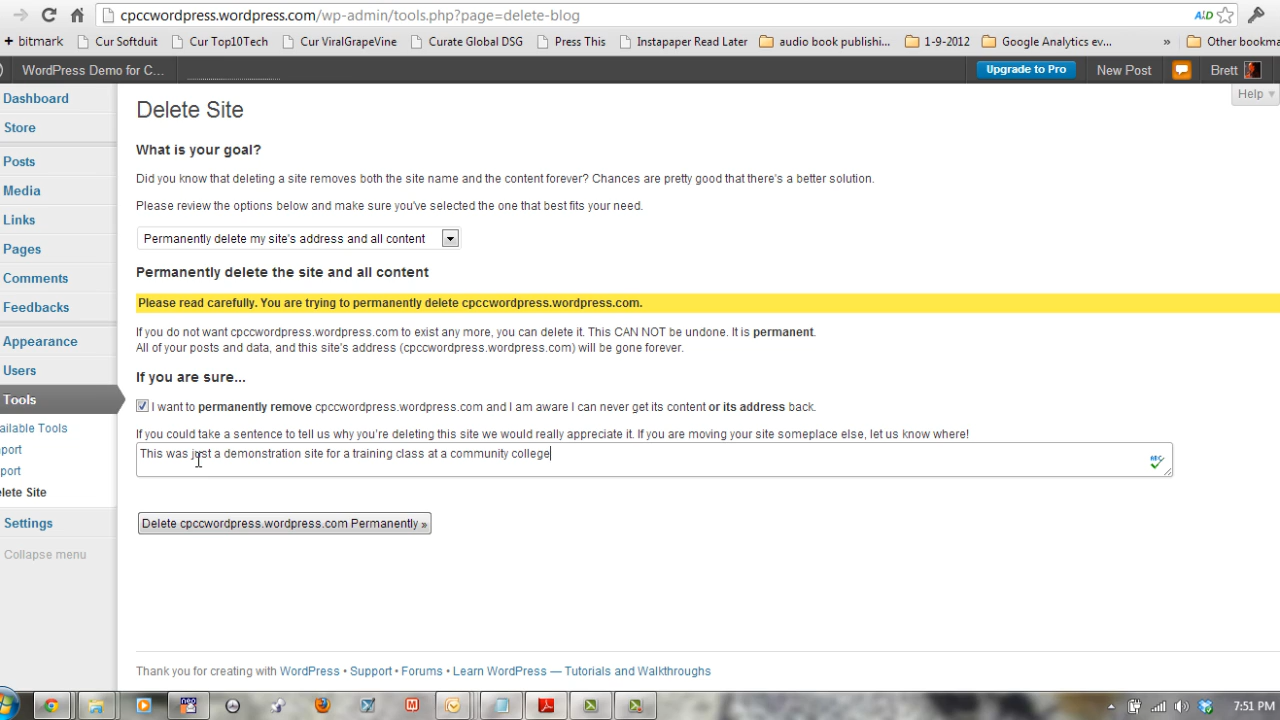 cpccwordpress.wordpress.com/wp-admin/tools.php?page=delete-blog
+ bitmark Cur Softduit Cur Top10Tech Cur ViralGrapeVine Curate Global DSG Press This Instapaper Read Later audio book publishi... 1-9-2012 Google Analytics ev... » Other bookma
WordPress Demo for C... Upgrade to Pro New Post Brett
Help
Dashboard
Store
Posts
Media
Links
Pages
Comments
Feedbacks
Appearance
Users
Tools
ailable Tools
port
port
elete Site
Settings
Collapse menu
Delete Site
What is your goal?
Did you know that deleting a site removes both the site name and the content forever? Chances are pretty good that there's a better solution.
Please review the options below and make sure you've selected the one that best fits your need.
Permanently delete my site's address and all content
Permanently delete the site and all content
Please read carefully. You are trying to permanently delete cpccwordpress.wordpress.com.
If you do not want cpccwordpress.wordpress.com to exist any more, you can delete it. This CAN NOT be undone. It is permanent.
All of your posts and data, and this site's address (cpccwordpress.wordpress.com) will be gone forever.
If you are sure...
I want to permanently remove cpccwordpress.wordpress.com and I am aware I can never get its content or its address back.
If you could take a sentence to tell us why you're deleting this site we would really appreciate it. If you are moving your site someplace else, let us know where!
This was just a demonstration site for a training class at a community college
Delete cpccwordpress.wordpress.com Permanently »
Thank you for creating with WordPress • Support • Forums • Learn WordPress — Tutorials and Walkthroughs
7:51 PM